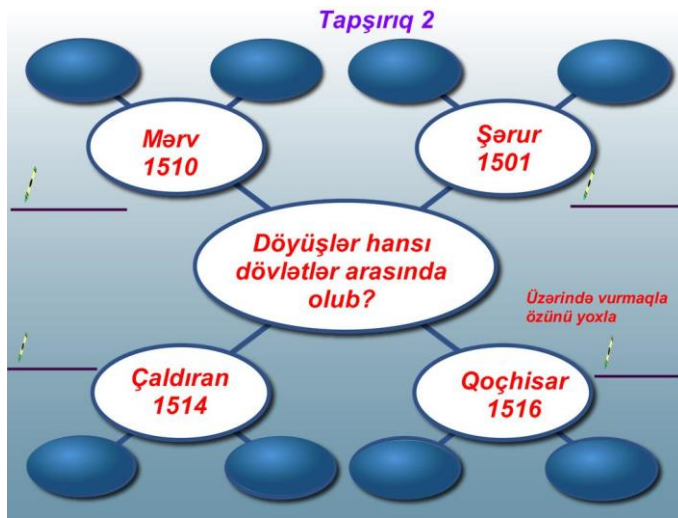 Tapşırıq 2
Mərv
1510
Şərur
1501
Döyüşlər hansı
dövlətlər arasında
olub?
Üzərində vurmaqla
özünü yoxla
Çaldıran
1514
Qoçhisar
1516